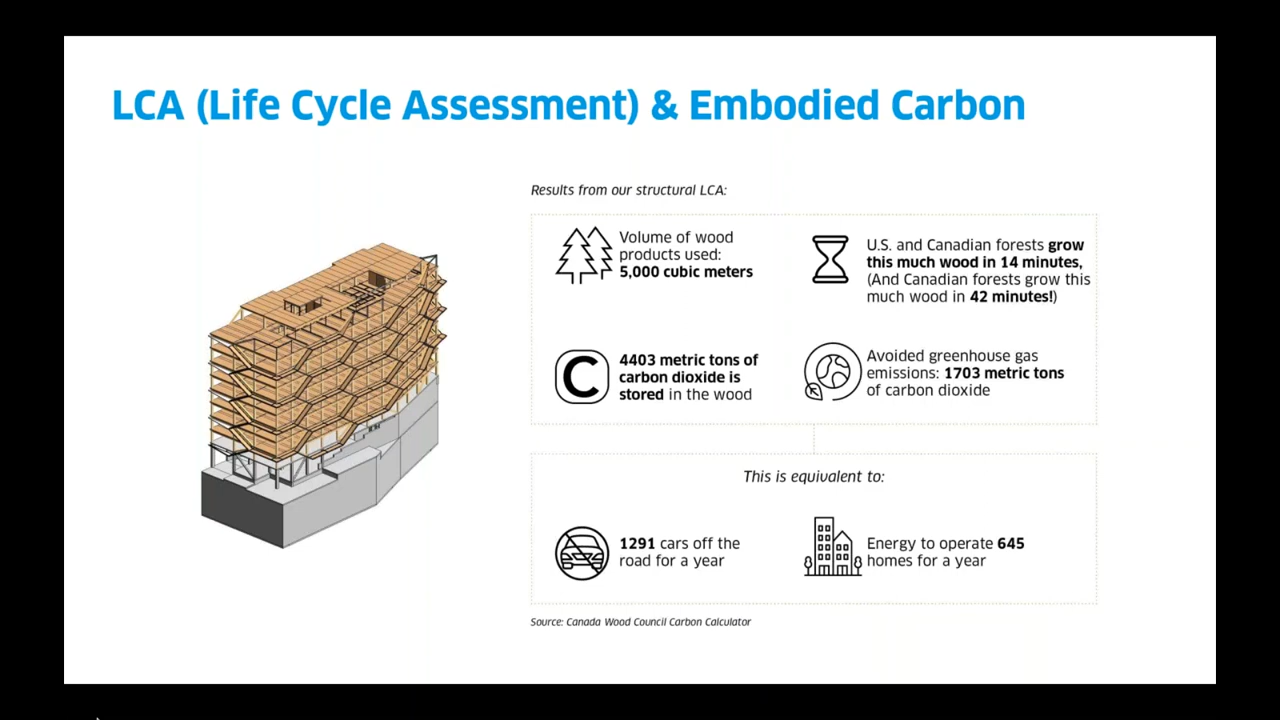 LCA (Life Cycle Assessment) & Embodied Carbon
Results from our structural LCA:
Volume of wood
products used:
5,000 cubic meters
U.S. and Canadian forests grow
this much wood in 14 minutes,
(And Canadian forests grow this
much wood in 42 minutes!)
C
4403 metric tons of
carbon dioxide is
stored in the wood
Avoided greenhouse gas
emissions: 1703 metric tons
of carbon dioxide
This is equivalent to:
1291 cars off the
road for a year
Energy to operate 645
homes for a year
Source: Canada Wood Council Carbon Calculator